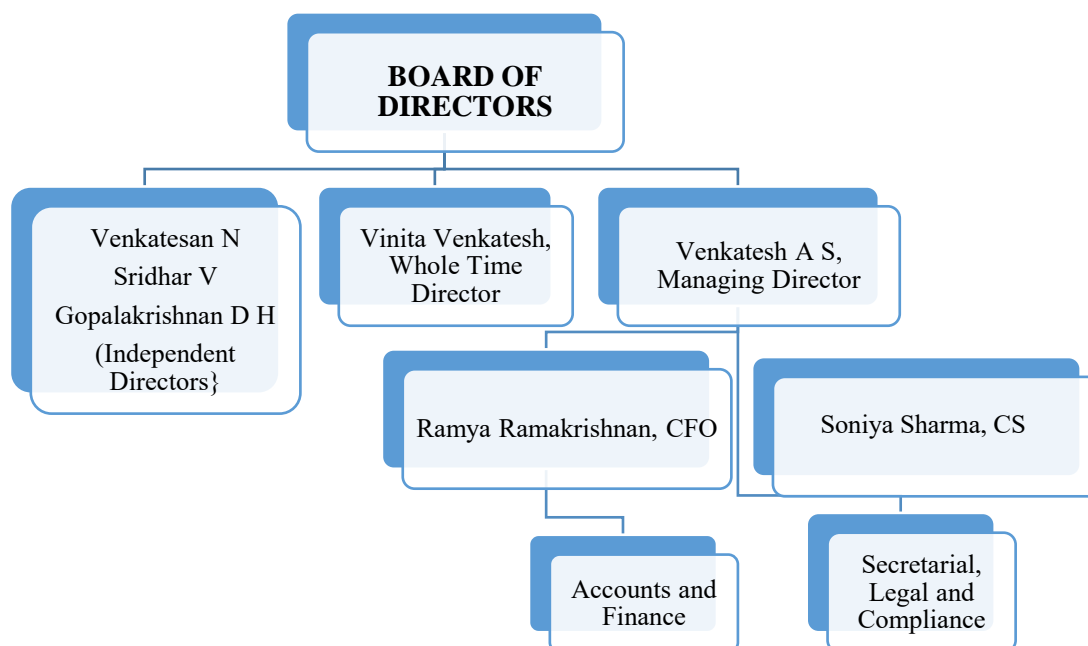 BOARD OF
DIRECTORS
Venkatesan N
Sridhar V
Gopalakrishnan D H
(Independent
Directors}
Vinita Venkatesh,
Whole Time
Director
Venkatesh A S,
Managing Director
Ramya Ramakrishnan, CFO
Soniya Sharma, CS
Accounts and
Finance
Secretarial,
Legal and
Compliance